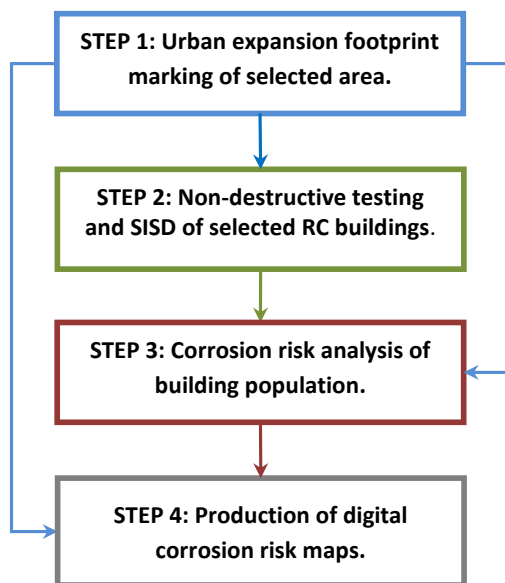 STEP 1: Urban expansion footprint
marking of selected area.
STEP 2: Non-destructive testing
and SISD of selected RC buildings.
STEP 3: Corrosion risk analysis of
building population.
STEP 4: Production of digital
corrosion risk maps.